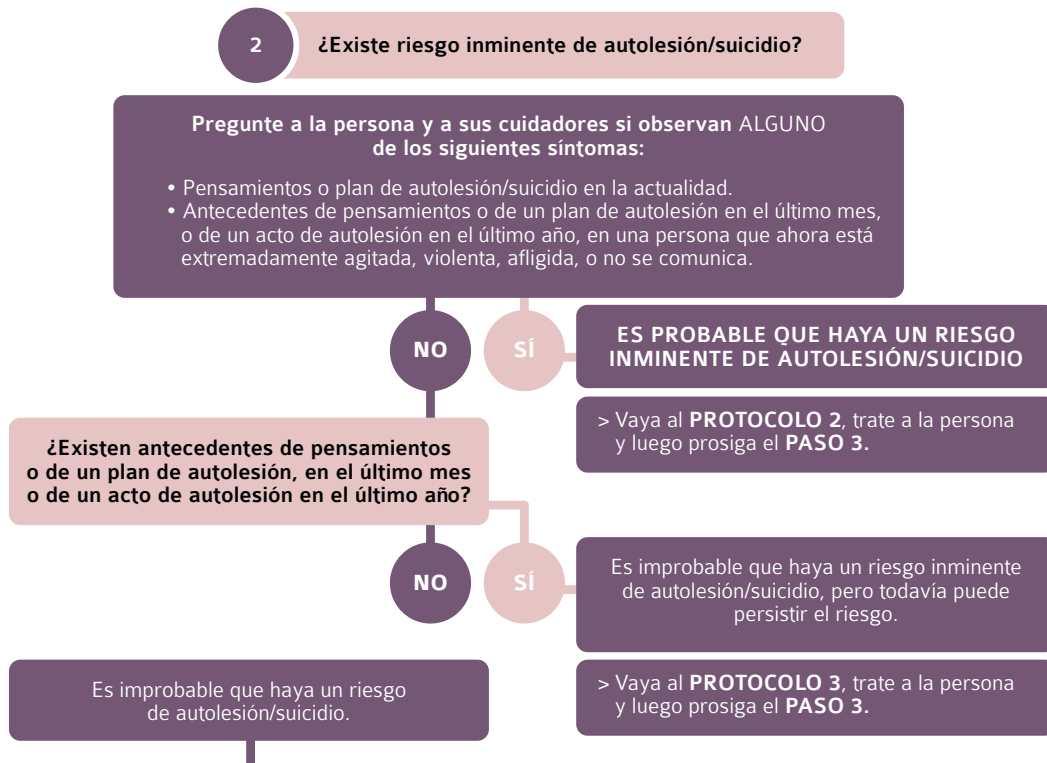 2
¿Existe riesgo inminente de autolesión/suicidio?
Pregunte a la persona y a sus cuidadores si observan ALGUNO
de los siguientes síntomas:
• Pensamientos o plan de autolesión/suicidio en la actualidad.
• Antecedentes de pensamientos o de un plan de autolesión en el último mes,
o de un acto de autolesión en el último año, en una persona que ahora está
extremadamente agitada, violenta, afligida, o no se comunica.
NO
SÍ
ES PROBABLE QUE HAYA UN RIESGO
INMINENTE DE AUTOLESIÓN/SUICIDIO
> Vaya al PROTOCOLO 2, trate a la persona
y luego prosiga el PASO 3.
¿Existen antecedentes de pensamientos
o de un plan de autolesión, en el último mes
o de un acto de autolesión en el último año?
NO
SÍ
Es improbable que haya un riesgo inminente
de autolesión/suicidio, pero todavía puede
persistir el riesgo.
> Vaya al PROTOCOLO 3, trate a la persona
y luego prosiga el PASO 3.
Es improbable que haya un riesgo
de autolesión/suicidio.